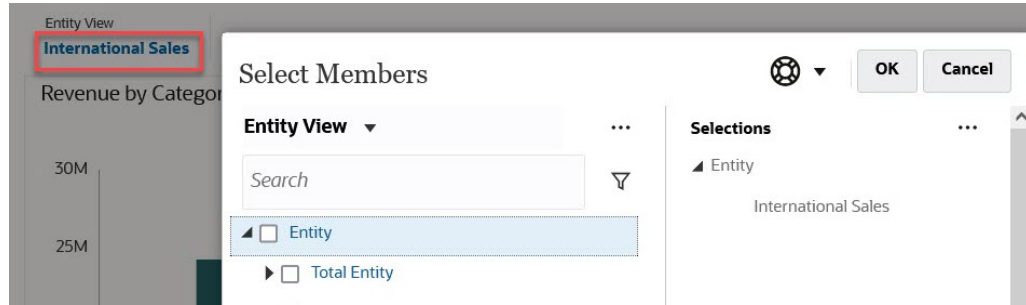 Entity View
International Sales
Revenue by Categor
30M
25M
Select Members
OK
Cancel
Entity View
...
Search
Entity
Total Entity
Selections
...
Entity
International Sales